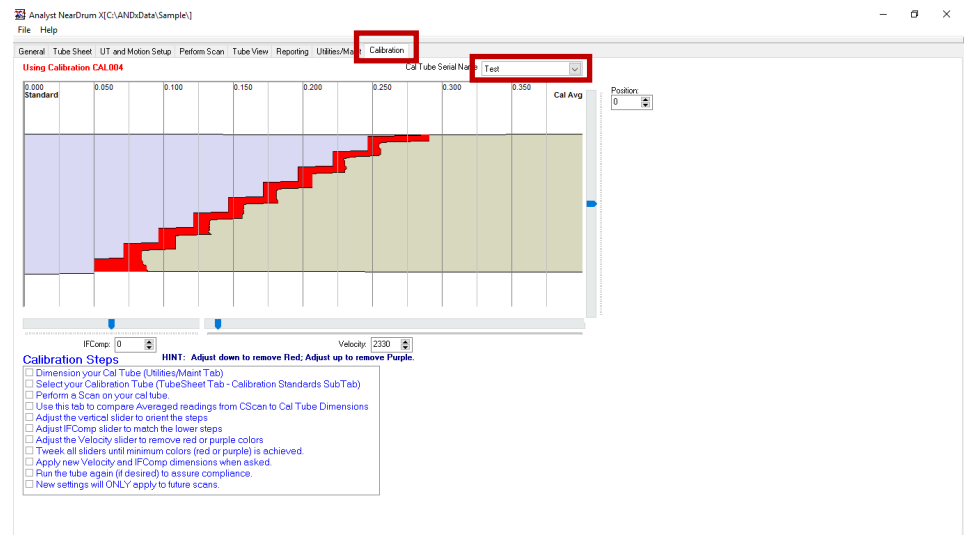 Analyst NearDrum X[C:\ANDxData\Sample\]
File Help
General Tube Sheet UT and Motion Setup Perform Scan Tube View Reporting Utilities/Maint Calibration
Using Calibration CAL004 Cal Tube Serial Name Test
0.000 0.050 0.100 0.150 0.200 0.250 0.300 0.350
Standard Cal Avg
Position:
0
IFComp: 0 Velocity: 2330
Calibration Steps HINT: Adjust down to remove Red; Adjust up to remove Purple.
Dimension your Cal Tube (Utilities/Maint Tab)
Select your Calibration Tube (TubeSheet Tab - Calibration Standards SubTab)
Perform a Scan on your cal tube.
Use this tab to compare Averaged readings from CScan to Cal Tube Dimensions
Adjust the vertical slider to orient the steps
Adjust IFComp slider to match the lower steps
Adjust the Velocity slider to remove red or purple colors
Tweek all sliders until minimum colors (red or purple) is achieved.
Apply new Velocity and IFComp dimensions when asked.
Run the tube again (if desired) to assure compliance.
New settings will ONLY apply to future scans.